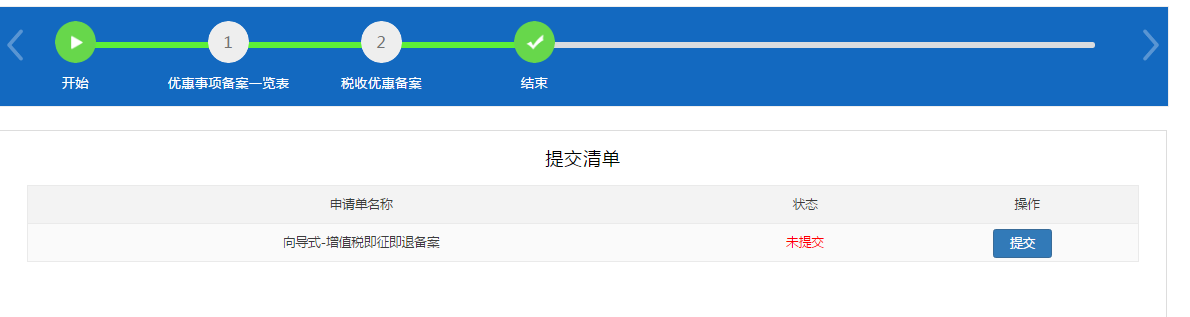 1
2
开始
优惠事项备案一览表
税收优惠备案
结束
提交清单
申请单名称 状态 操作
向导式-增值税即征即退备案 未提交 提交